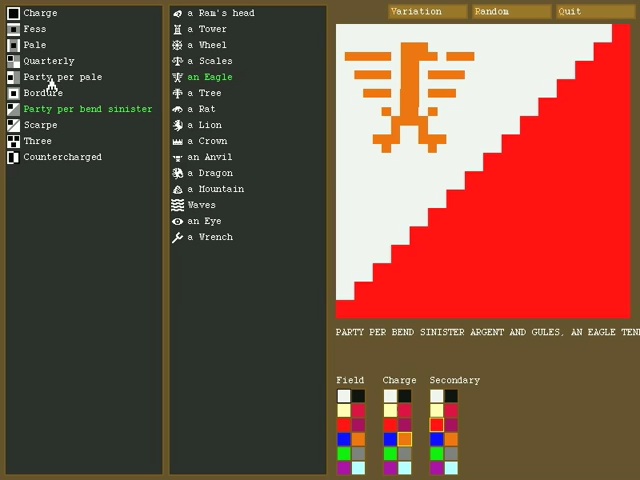 Charge
Fess
Pale
Quarterly
Party per pale
Bordure
Party per bend sinister
Scarpe
Three
Countercharged
a Ram's head
a Tower
a Wheel
a Scales
an Eagle
a Tree
a Rat
a Lion
a Crown
an Anvil
a Dragon
a Mountain
Waves
an Eye
a Wrench
Variation
Random
Quit
PARTY PER BEND SINISTER ARGENT AND GULES, AN EAGLE TEN
Field
Charge
Secondary